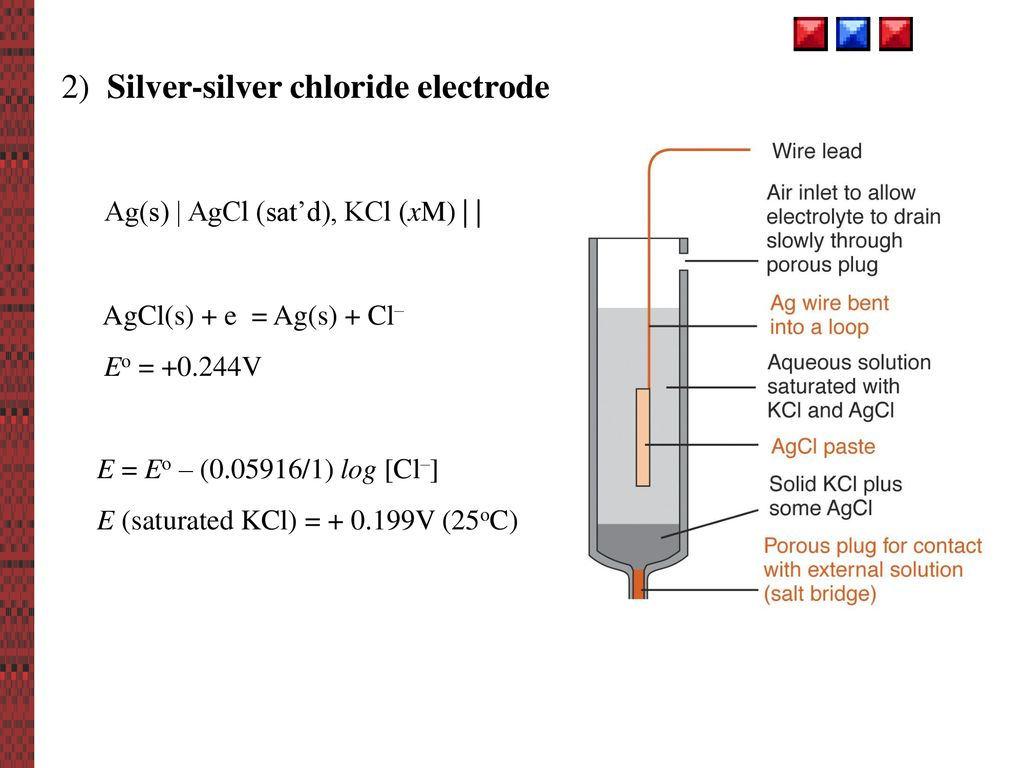 2) Silver-silver chloride electrode
Ag(s) | AgCl (sat’d), KCl (xM) ||
AgCl(s) + e = Ag(s) + Cl⁻
Eᵒ = +0.244V
E = Eᵒ – (0.05916/1) log [Cl⁻]
E (saturated KCl) = + 0.199V (25ᵒC)
Wire lead
Air inlet to allow
electrolyte to drain
slowly through
porous plug
Ag wire bent
into a loop
Aqueous solution
saturated with
KCl and AgCl
AgCl paste
Solid KCl plus
some AgCl
Porous plug for contact
with external solution
(salt bridge)